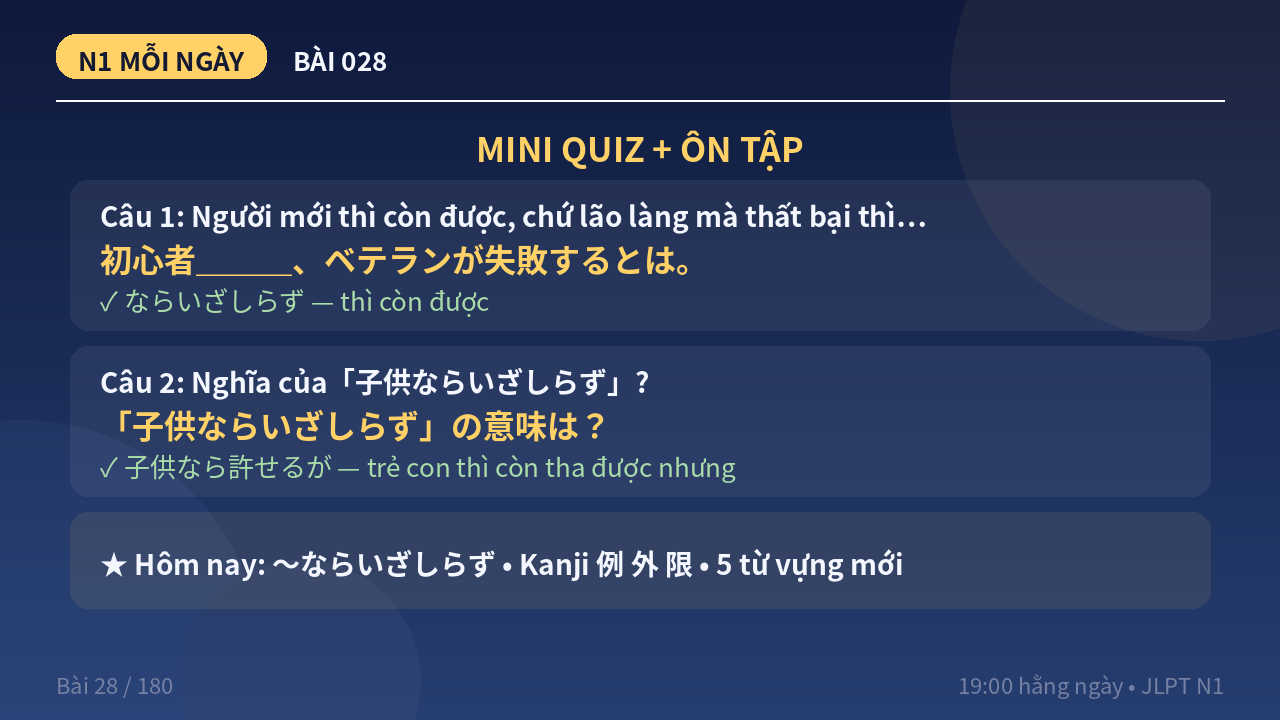 N1 MỖI NGÀY
BÀI 028
MINI QUIZ + ÔN TẬP
Câu 1: Người mới thì còn được, chứ lão làng mà thất bại thì…
初心者______、ベテランが失敗するとは。
✓ ならいざしらず — thì còn được
Câu 2: Nghĩa của「子供ならいざしらず」?
「子供ならいざしらず」の意味は？
✓ 子供なら許せるが — trẻ con thì còn tha được nhưng
★ Hôm nay: 〜ならいざしらず • Kanji 例 外 限 • 5 từ vựng mới
Bài 28 / 180
19:00 hằng ngày • JLPT N1